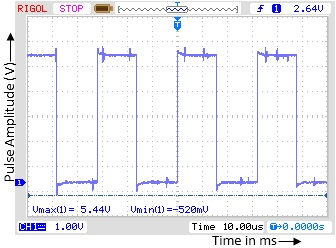 RIGOL STOP T f 1 2.64V
Pulse Amplitude (V)
T
1
Vmax(1)= 5.44V Vmin(1)=-520mV
CH1 1.00V Time 10.00us T→0.0000s
Time in ms